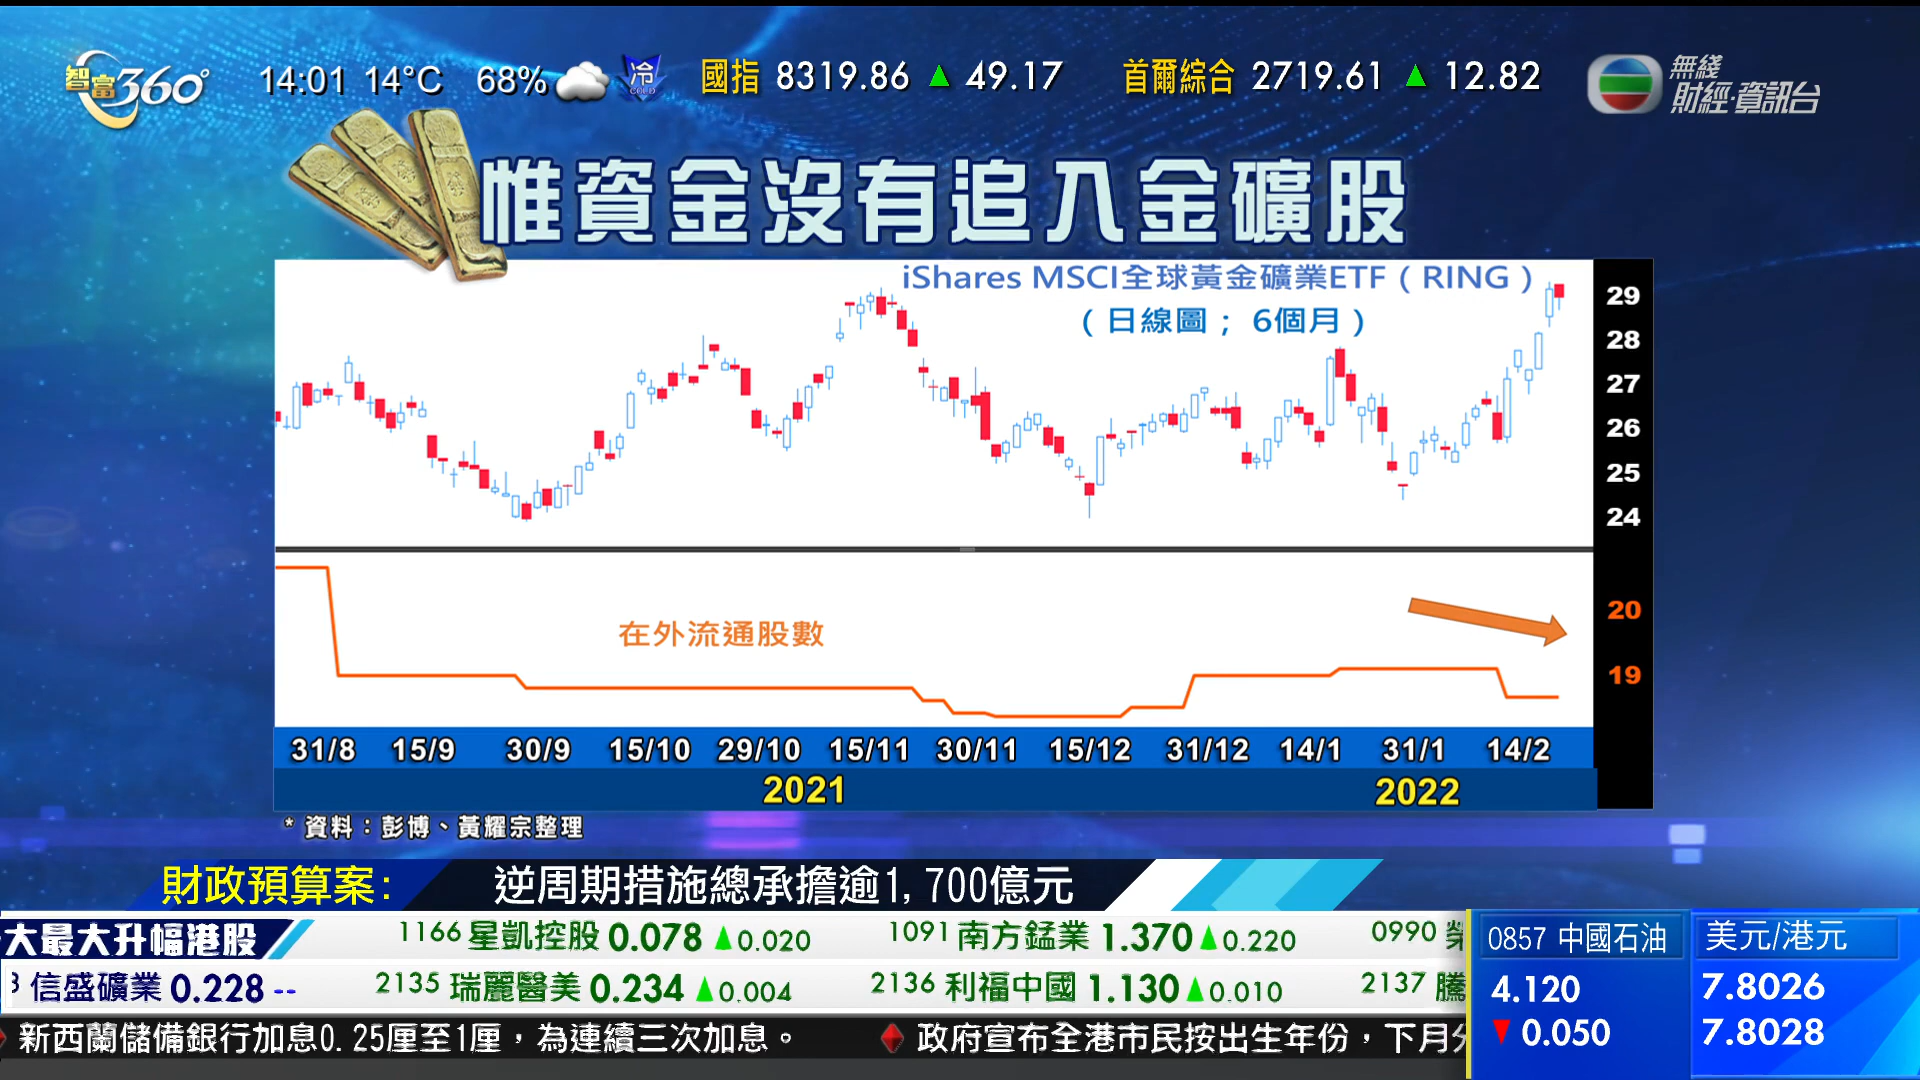 智富360°
14:01 14°C 68% 冷 COLD
國指 8319.86 ▲ 49.17 首爾綜合 2719.61 ▲ 12.82
無綫
財經·資訊台
惟資金沒有追入金礦股
iShares MSCI全球黃金礦業ETF（RING）
（日線圖； 6個月）
29
28
27
26
25
24
在外流通股數
20
19
31/8 15/9 30/9 15/10 29/10 15/11 30/11 15/12 31/12 14/1 31/1 14/2
2021 2022
* 資料：彭博、黃耀宗整理
財政預算案: 逆周期措施總承擔逾1,700億元
大最大升幅港股 1166 星凱控股 0.078 ▲0.020 1091 南方錳業 1.370 ▲0.220 0990
3 信盛礦業 0.228 -- 2135 瑞麗醫美 0.234 ▲0.004 2136 利福中國 1.130 ▲0.010 2137 騰
新西蘭儲備銀行加息0.25厘至1厘，為連續三次加息。 政府宣布全港市民按出生年份，下月分
0857 中國石油
4.120
▼ 0.050
美元/港元
7.8026
7.8028